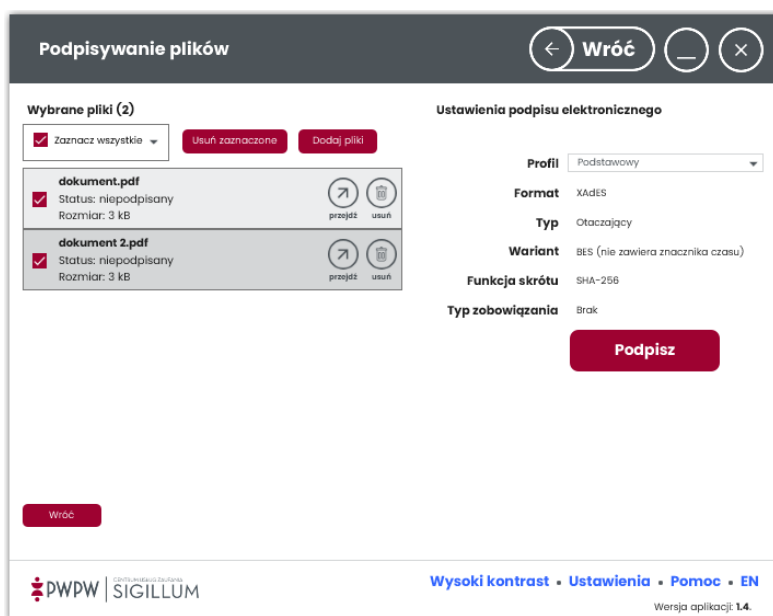 Podpisywanie plików
Wróć
Wybrane pliki (2)
Zaznacz wszystkie
Usuń zaznaczone
Dodaj pliki
dokument.pdf
Status: niepodpisany
Rozmiar: 3 kB
przejdź
usuń
dokument 2.pdf
Status: niepodpisany
Rozmiar: 3 kB
przejdź
usuń
Ustawienia podpisu elektronicznego
Profil Podstawowy
Format XAdES
Typ Otaczający
Wariant BES (nie zawiera znacznika czasu)
Funkcja skrótu SHA-256
Typ zobowiązania Brak
Podpisz
Wróć
PWPW
SIGILLUM
Wysoki kontrast ▪ Ustawienia ▪ Pomoc ▪ EN
Wersja aplikacji: 1.4.